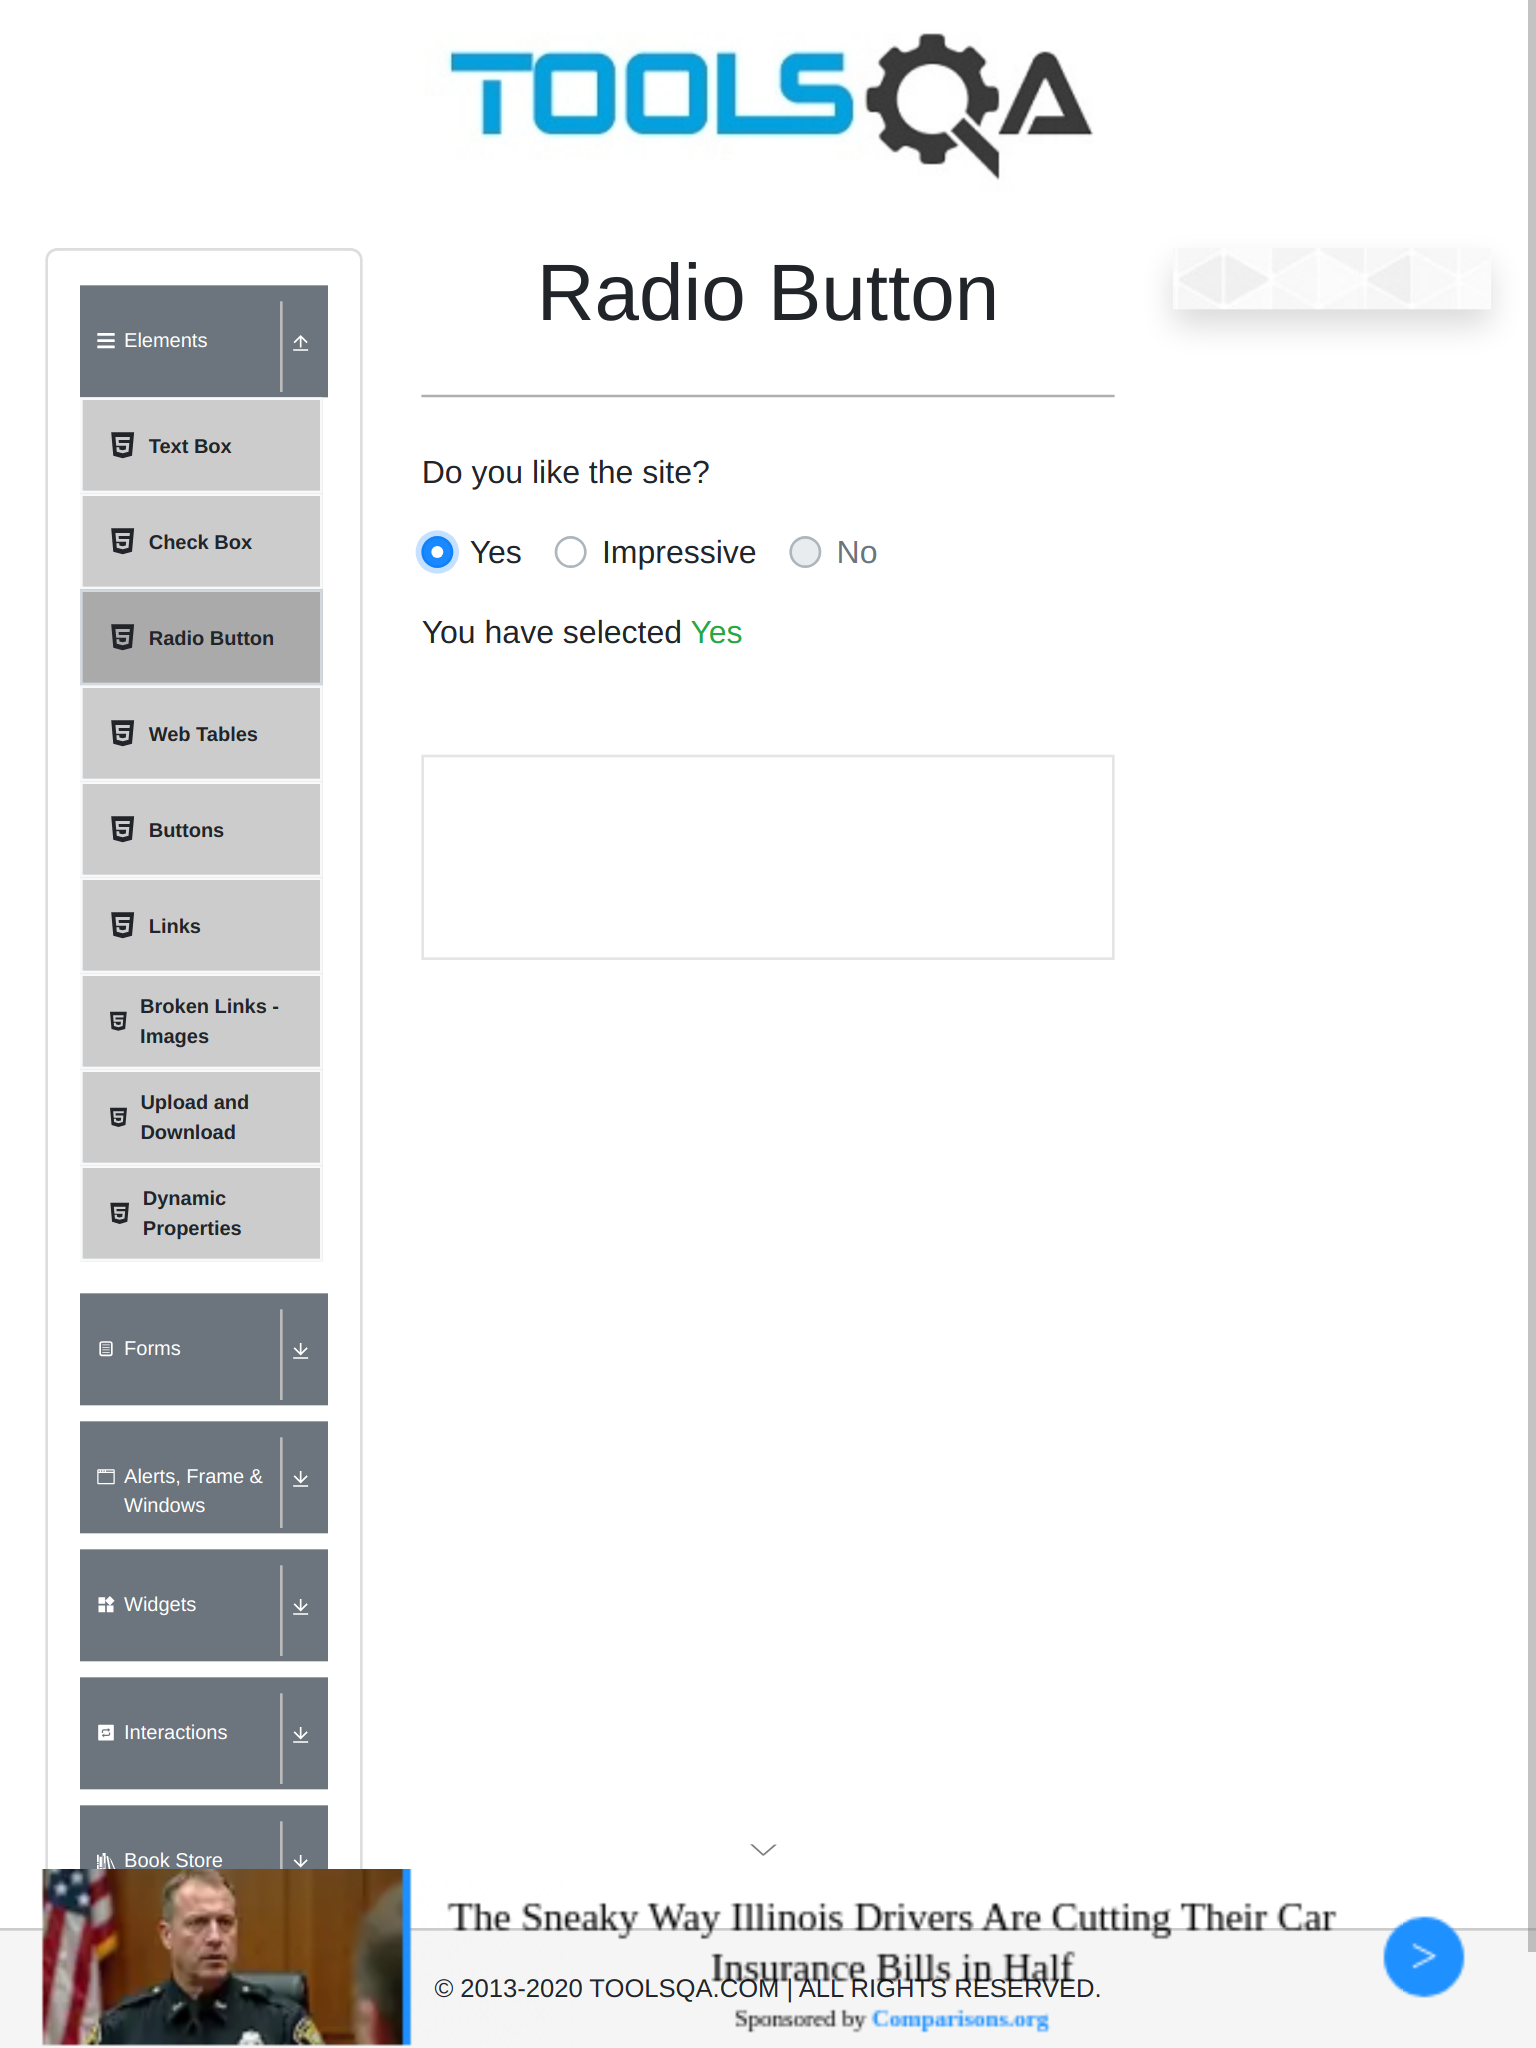 TOOLSQA
Radio Button
Elements
Text Box
Check Box
Radio Button
Web Tables
Buttons
Links
Broken Links -
Images
Upload and
Download
Dynamic
Properties
Forms
Alerts, Frame &
Windows
Widgets
Interactions
Book Store
Do you like the site?
Yes Impressive No
You have selected Yes
The Sneaky Way Illinois Drivers Are Cutting Their Car
Insurance Bills in Half
© 2013-2020 TOOLSQA.COM | ALL RIGHTS RESERVED.
Sponsored by Comparisons.org